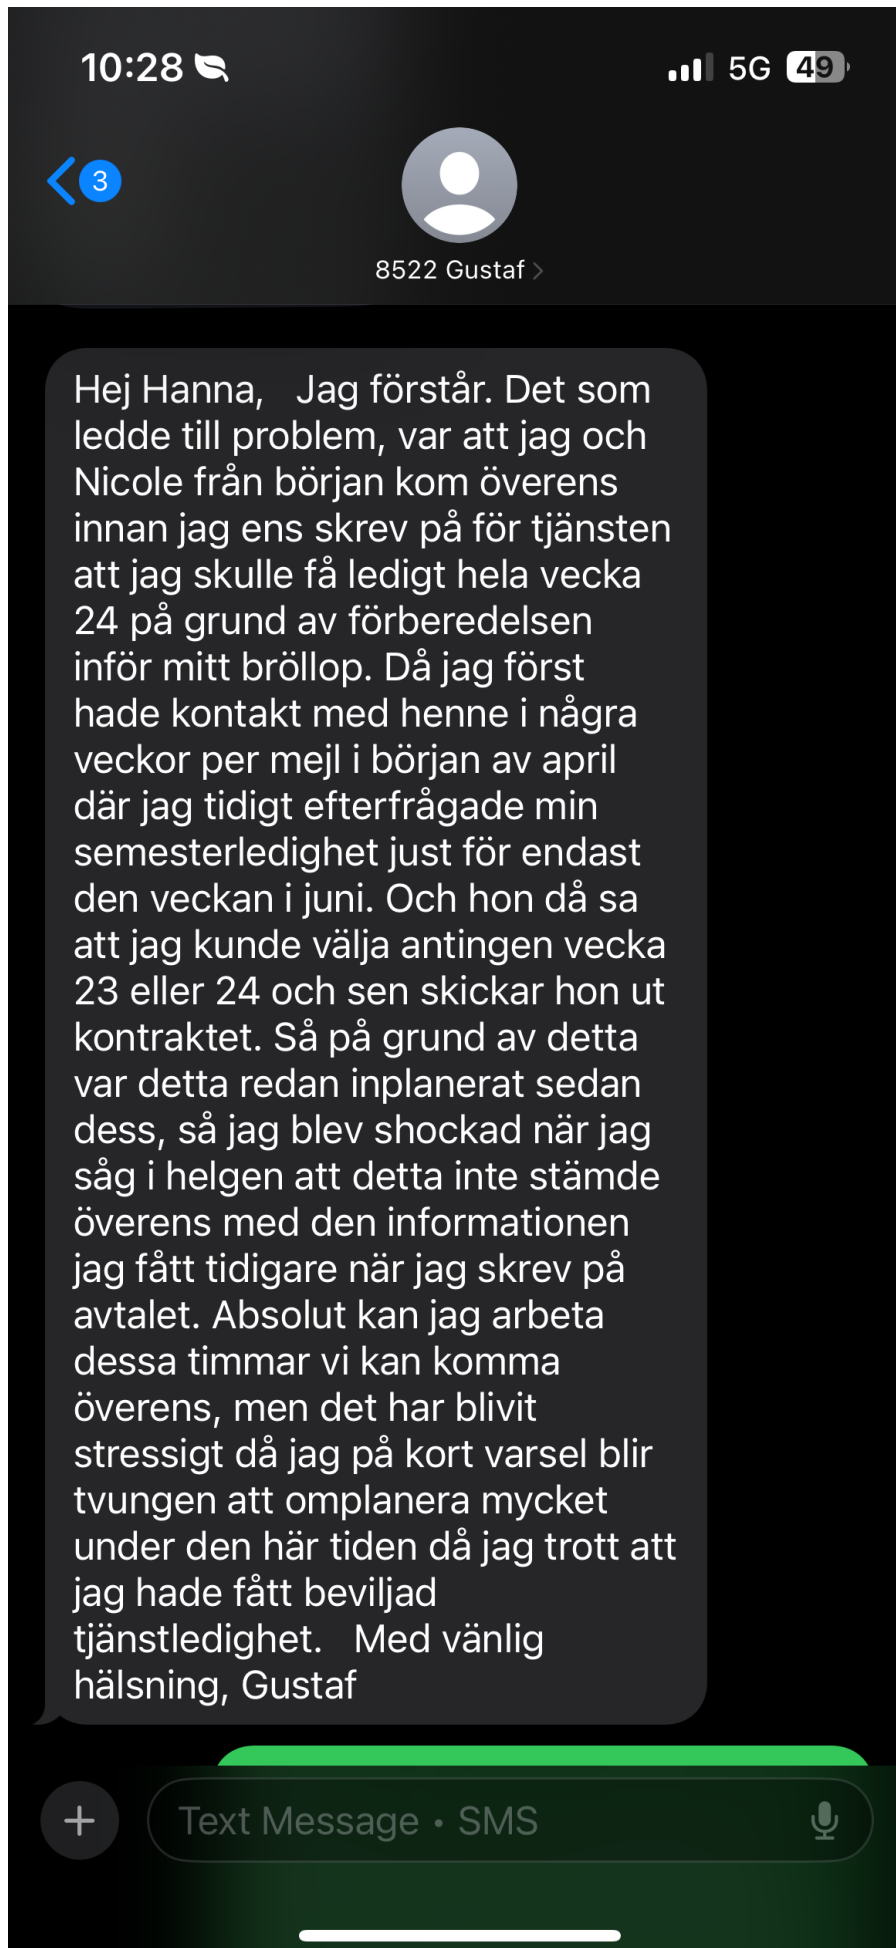 10:28
5G 49
3
8522 Gustaf
Hej Hanna,   Jag förstår. Det som
ledde till problem, var att jag och
Nicole från början kom överens
innan jag ens skrev på för tjänsten
att jag skulle få ledigt hela vecka
24 på grund av förberedelsen
inför mitt bröllop. Då jag först
hade kontakt med henne i några
veckor per mejl i början av april
där jag tidigt efterfrågade min
semesterledighet just för endast
den veckan i juni. Och hon då sa
att jag kunde välja antingen vecka
23 eller 24 och sen skickar hon ut
kontraktet. Så på grund av detta
var detta redan inplanerat sedan
dess, så jag blev shockad när jag
såg i helgen att detta inte stämde
överens med den informationen
jag fått tidigare när jag skrev på
avtalet. Absolut kan jag arbeta
dessa timmar vi kan komma
överens, men det har blivit
stressigt då jag på kort varsel blir
tvungen att omplanera mycket
under den här tiden då jag trott att
jag hade fått beviljad
tjänstledighet.   Med vänlig
hälsning, Gustaf
Text Message • SMS